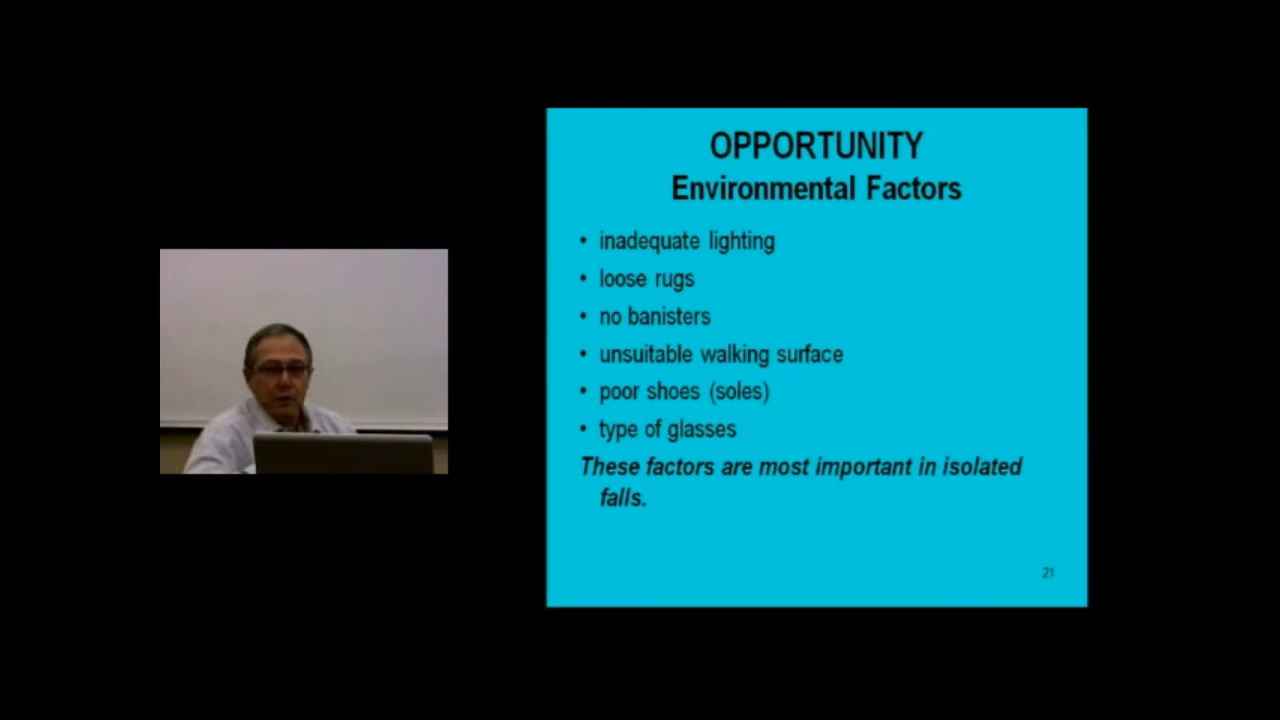 OPPORTUNITY
Environmental Factors
• inadequate lighting
• loose rugs
• no banisters
• unsuitable walking surface
• poor shoes (soles)
• type of glasses
These factors are most important in isolated
falls.
21